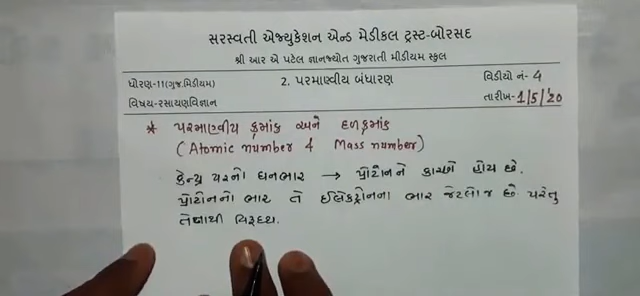 સરસ્વતી એજ્યુકેશન એન્ડ મેડીકલ ટ્રસ્ટ-બોરસદ
શ્રી આર એ પટેલ જ્ઞાનજ્યોત ગુજરાતી મીડીયમ સ્કુલ
ધોરણ-11(ગુજ.મિડીયમ) 2. પરમાણ્વીય બંધારણ વિડીયો નં- 4
વિષય-રસાયણવિજ્ઞાન તારીખ- 1/5/20
* પરમાણ્વીય ક્રમાંક અને દળક્રમાંક
(Atomic number & Mass number)
કેન્દ્ર પરનો ધનભાર → પ્રોટીનને કારણે હોય છે.
પ્રોટીનનો ભાર તે ઇલેક્ટ્રોનના ભાર જેટલો જ છે પરંતુ
તેનાથી વિરૂધ્ધ.